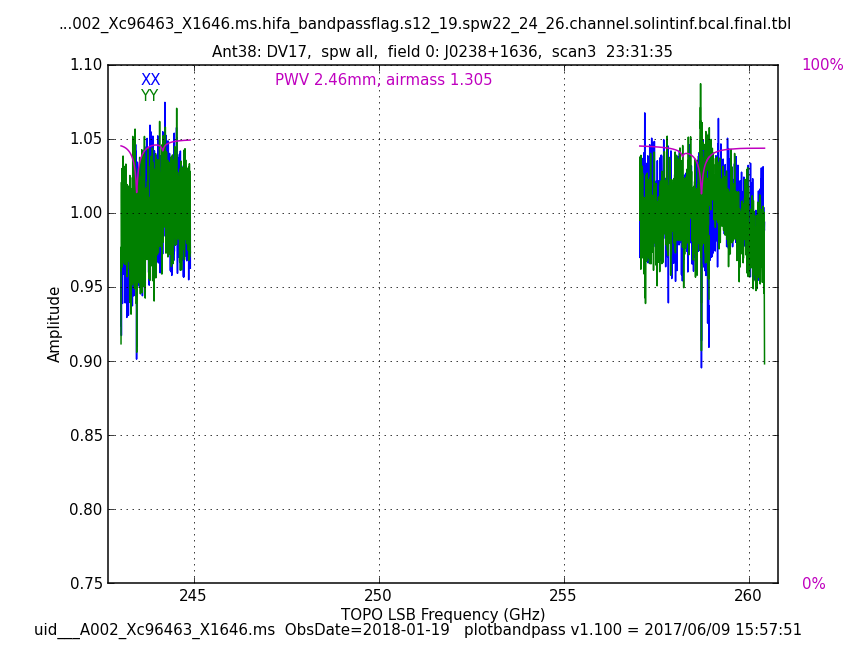 ...002_Xc96463_X1646.ms.hifa_bandpassflag.s12_19.spw22_24_26.channel.solintinf.bcal.final.tbl
Ant38: DV17,  spw all,  field 0: J0238+1636,  scan3  23:31:35
1.10
100%
XX
PWV 2.46mm, airmass 1.305
YY
1.05
1.00
0.95
Amplitude
0.90
0.85
0.80
0.75
0%
245
250
255
260
TOPO LSB Frequency (GHz)
uid___A002_Xc96463_X1646.ms  ObsDate=2018-01-19   plotbandpass v1.100 = 2017/06/09 15:57:51